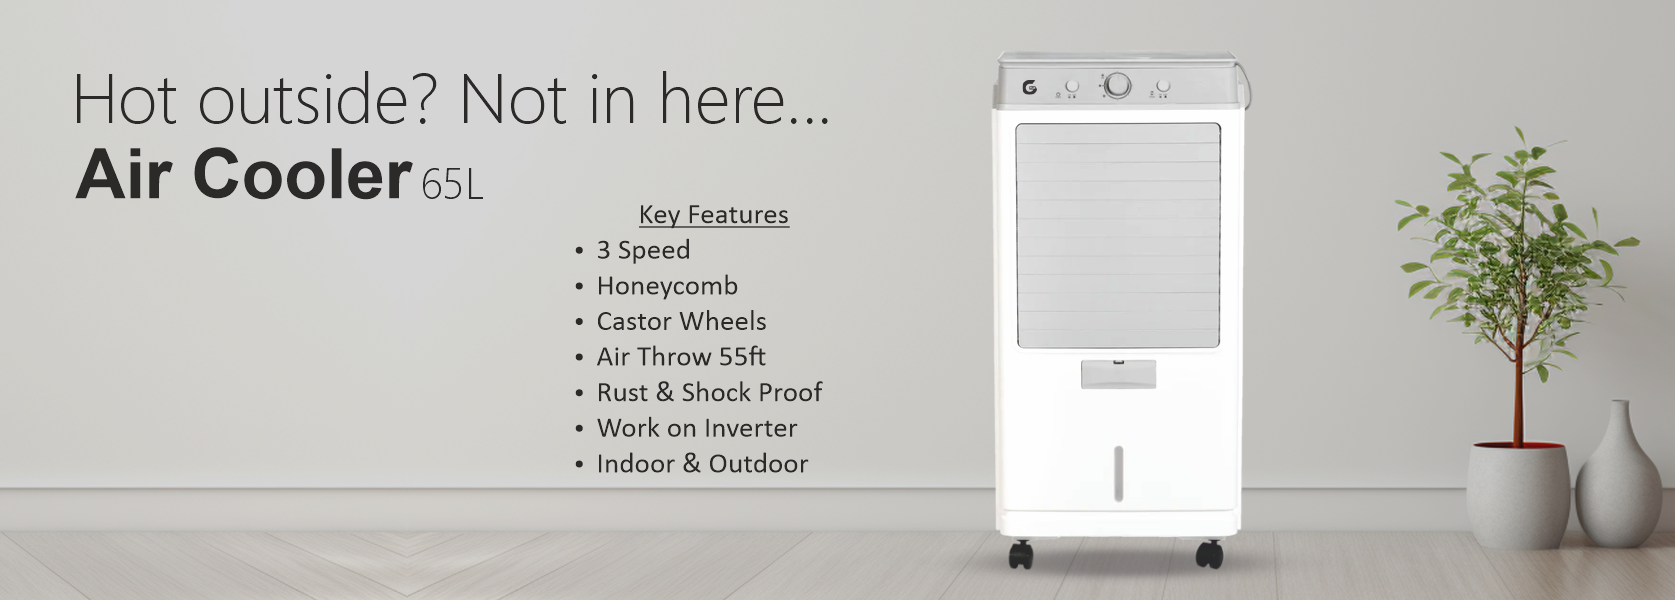 Hot outside? Not in here...
Air Cooler 65L
Key Features
• 3 Speed
• Honeycomb
• Castor Wheels
• Air Throw 55ft
• Rust & Shock Proof
• Work on Inverter
• Indoor & Outdoor